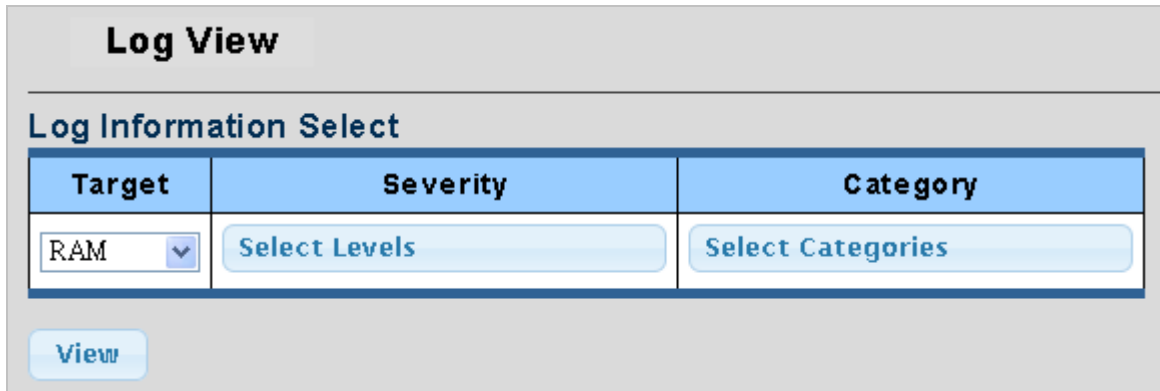 Log View
Log Information Select
Target Severity Category
RAM Select Levels Select Categories
View